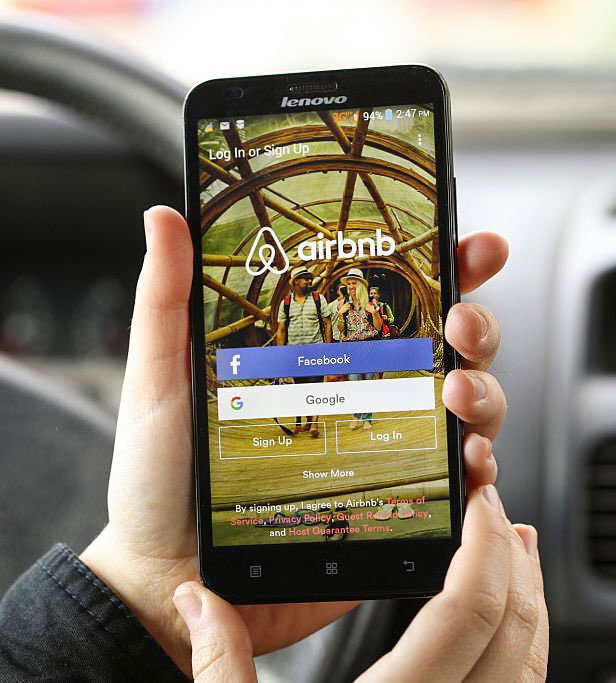 lenovo
3G 94% 2:47 PM
Log In or Sign Up
airbnb
f Facebook
G Google
Sign Up Log In
Show More
By signing up, I agree to Airbnb's Terms of
Service, Privacy Policy, Guest Refund Policy,
and Host Guarantee Terms.